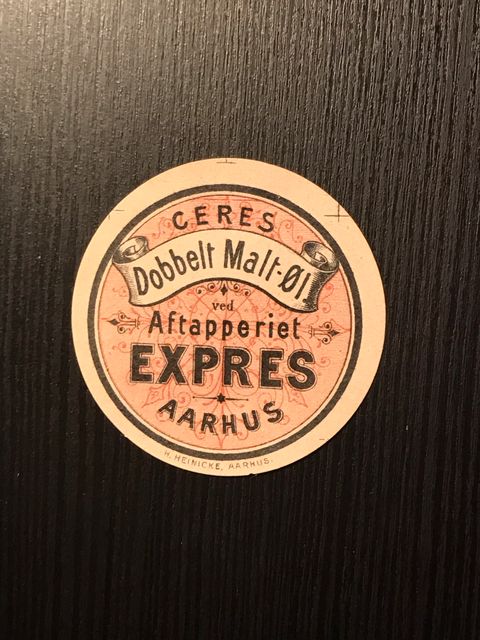 CERES
Dobbelt Malt-Øl.
ved
Aftapperiet
EXPRES
AARHUS
H. HEINICKE, AARHUS.